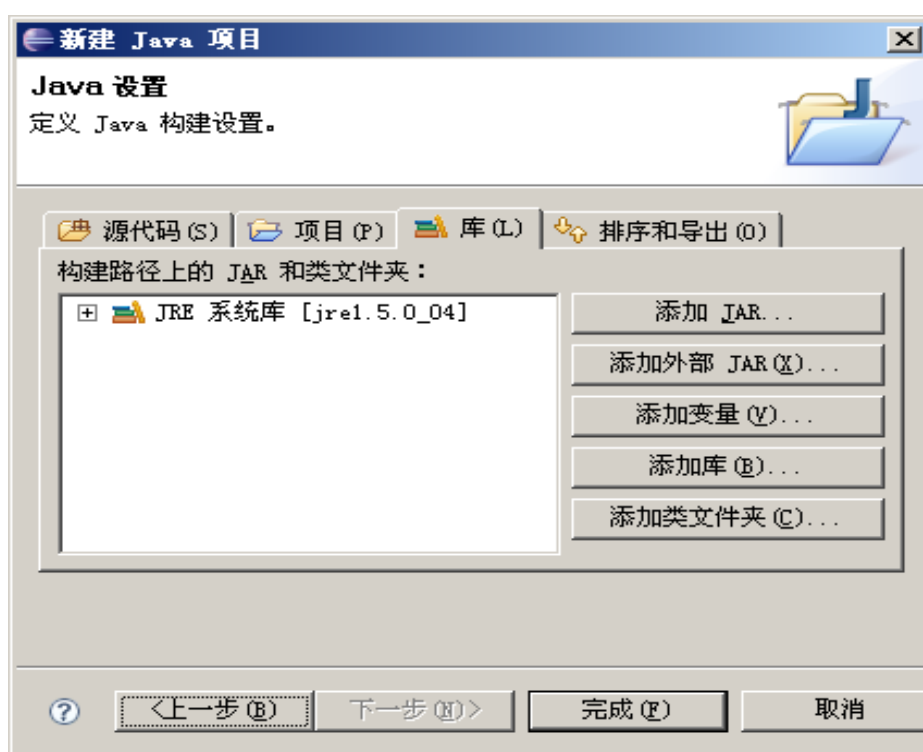 新建 Java 项目
Java 设置
定义 Java 构建设置。
源代码(S) 项目(P) 库(L) 排序和导出(O)
构建路径上的 JAR 和类文件夹：
JRE 系统库 [jre1.5.0_04]
添加 JAR...
添加外部 JAR(X)...
添加变量(V)...
添加库(B)...
添加类文件夹(C)...
<上一步(B) 下一步(N)> 完成(F) 取消